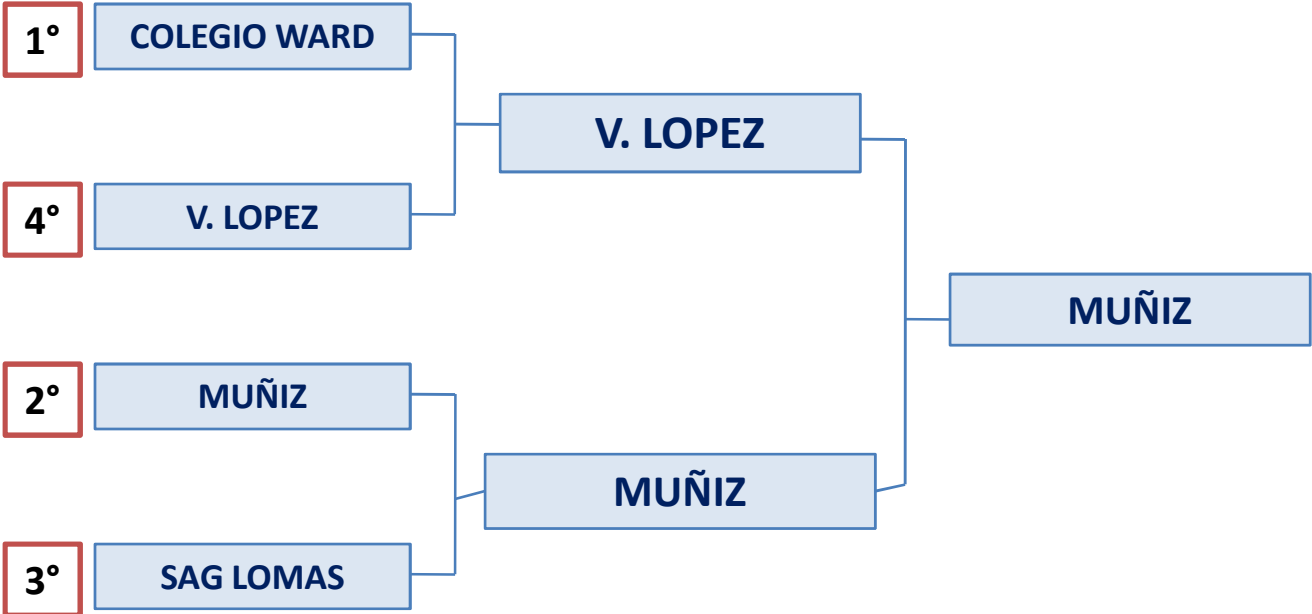 1° COLEGIO WARD
V. LOPEZ
4° V. LOPEZ
MUÑIZ
2° MUÑIZ
MUÑIZ
3° SAG LOMAS